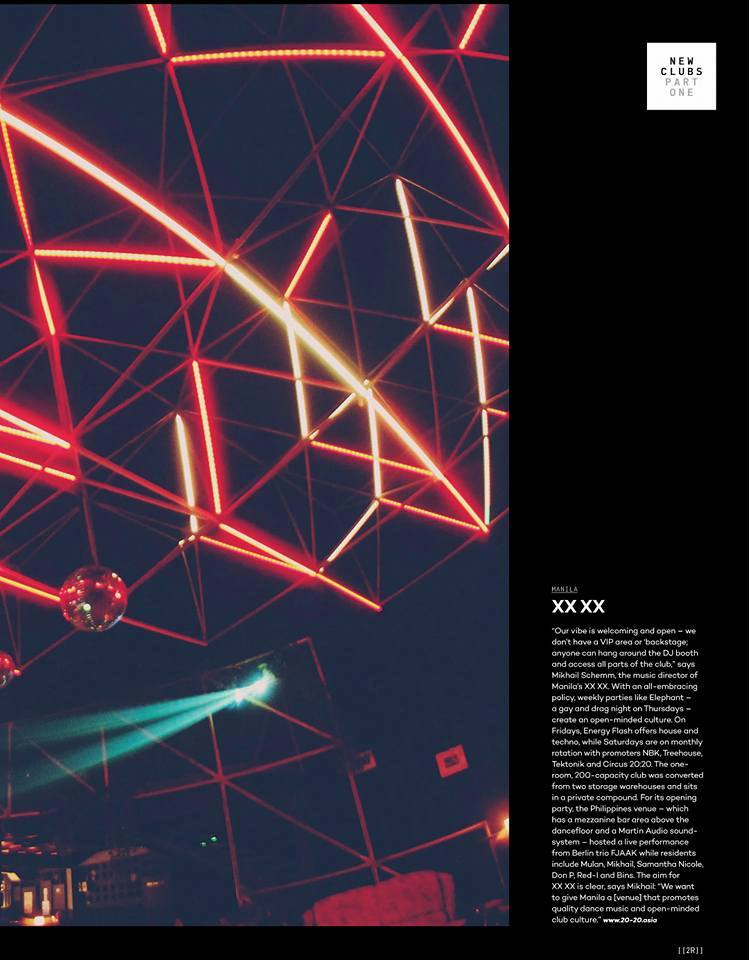 NEW
CLUBS
PART
ONE
MANILA
XX XX
“Our vibe is welcoming and open – we
don't have a VIP area or ‘backstage;
anyone can hang around the DJ booth
and access all parts of the club,” says
Mikhail Schemm, the music director of
Manila's XX XX. With an all-embracing
policy, weekly parties like Elephant –
a gay and drag night on Thursdays –
create an open-minded culture. On
Fridays, Energy Flash offers house and
techno, while Saturdays are on monthly
rotation with promoters NBK, Treehouse,
Tektonik and Circus 20:20. The one-
room, 200-capacity club was converted
from two storage warehouses and sits
in a private compound. For its opening
party, the Philippines venue – which
has a mezzanine bar area above the
dancefloor and a Martin Audio sound-
system – hosted a live performance
from Berlin trio FJAAK while residents
include Mulan, Mikhail, Samantha Nicole,
Don P, Red-I and Bins. The aim for
XX XX is clear, says Mikhail: “We want
to give Manila a [venue] that promotes
quality dance music and open-minded
club culture.” www.20-20.asia
[[2R]]